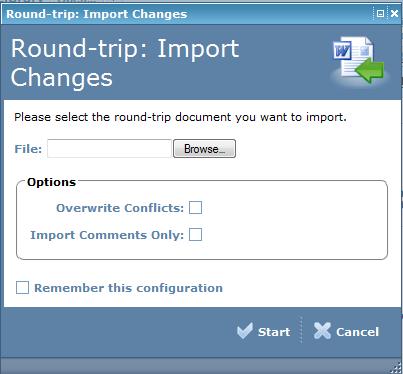 Round-trip: Import Changes
Round-trip: Import
Changes
W
Please select the round-trip document you want to import.
File: Browse...
Options
Overwrite Conflicts:
Import Comments Only:
Remember this configuration
Start Cancel